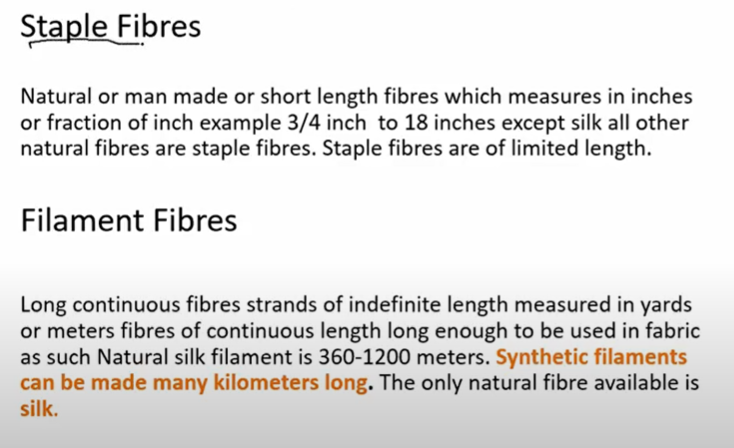 Staple Fibres
Natural or man made or short length fibres which measures in inches
or fraction of inch example 3/4 inch  to 18 inches except silk all other
natural fibres are staple fibres. Staple fibres are of limited length.
Filament Fibres
Long continuous fibres strands of indefinite length measured in yards
or meters fibres of continuous length long enough to be used in fabric
as such Natural silk filament is 360-1200 meters. Synthetic filaments
can be made many kilometers long. The only natural fibre available is
silk.